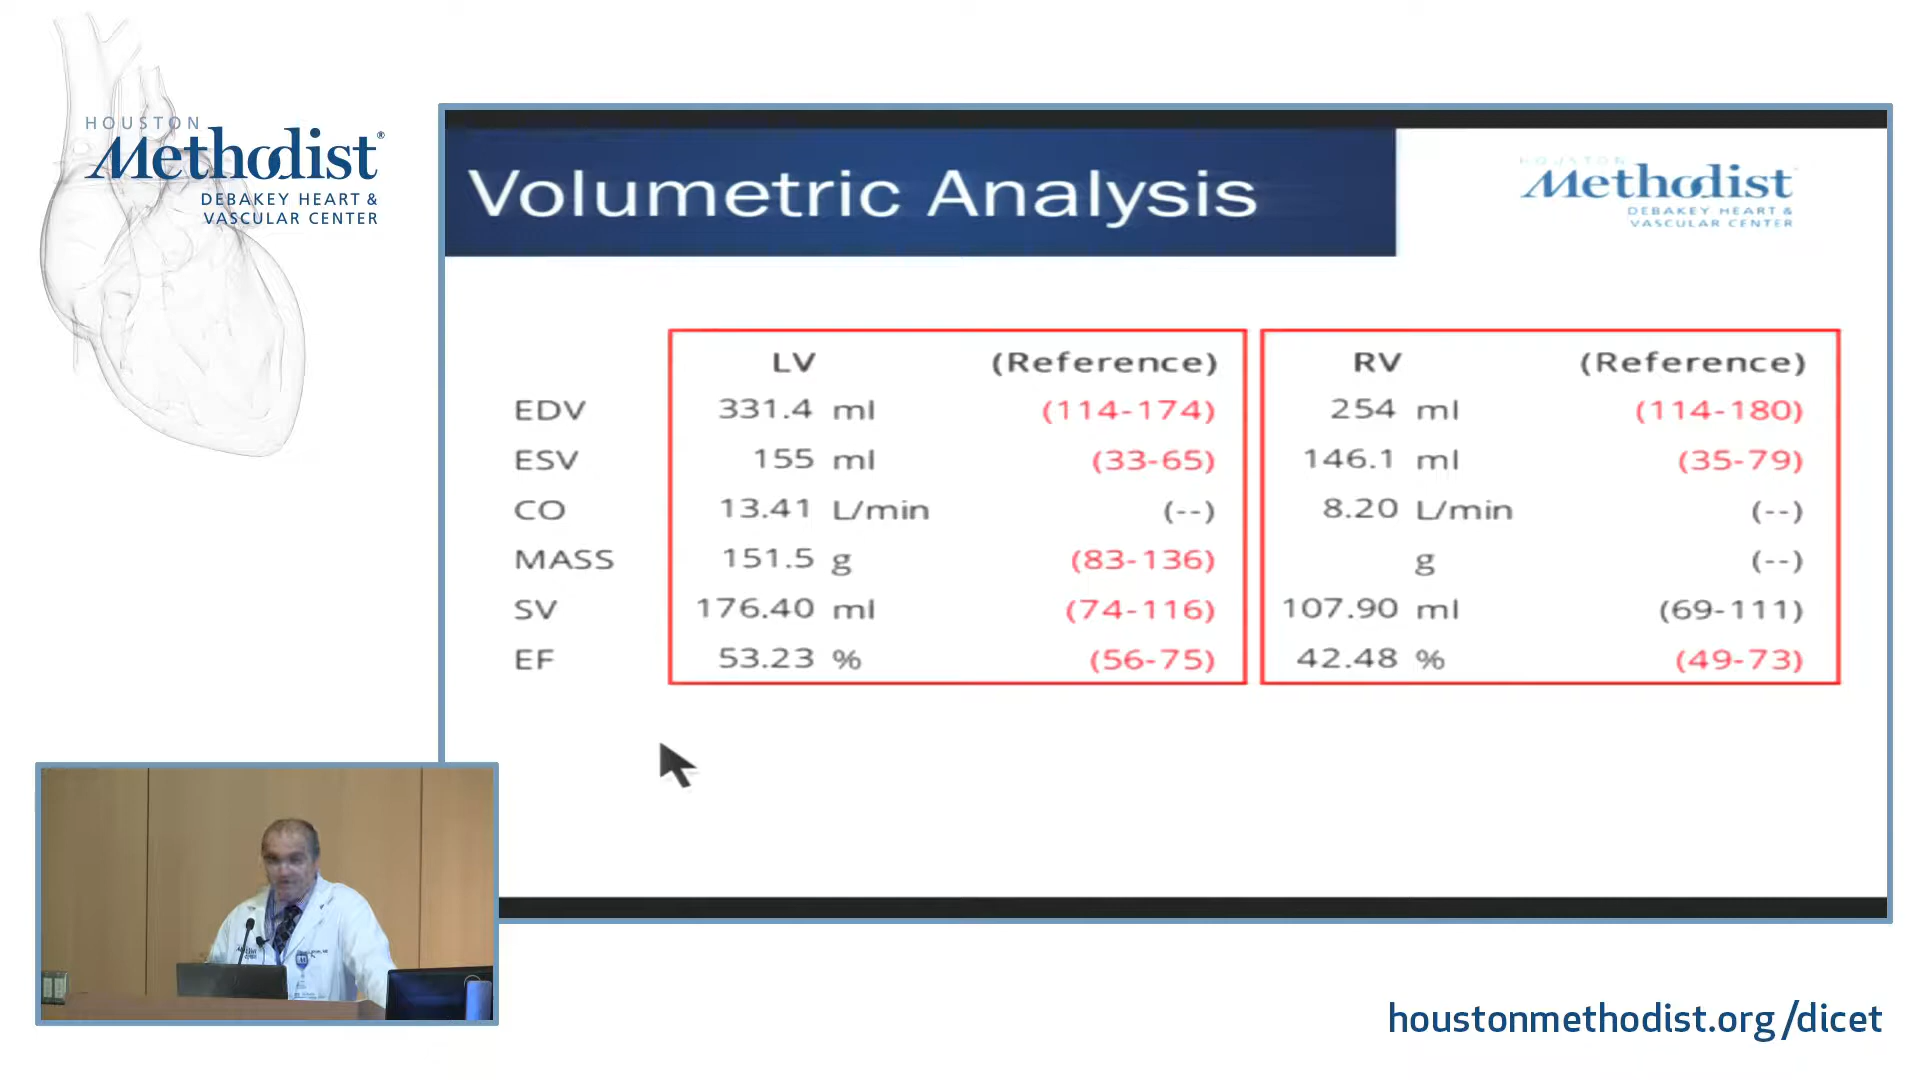 HOUSTON
Methodist®
DEBAKEY HEART &
VASCULAR CENTER
Volumetric Analysis
HOUSTON
Methodist
DEBAKEY HEART &
VASCULAR CENTER
LV (Reference) RV (Reference)
EDV 331.4 ml (114-174) 254 ml (114-180)
ESV 155 ml (33-65) 146.1 ml (35-79)
CO 13.41 L/min (--) 8.20 L/min (--)
MASS 151.5 g (83-136) g (--)
SV 176.40 ml (74-116) 107.90 ml (69-111)
EF 53.23 % (56-75) 42.48 % (49-73)
houstonmethodist.org/dicet